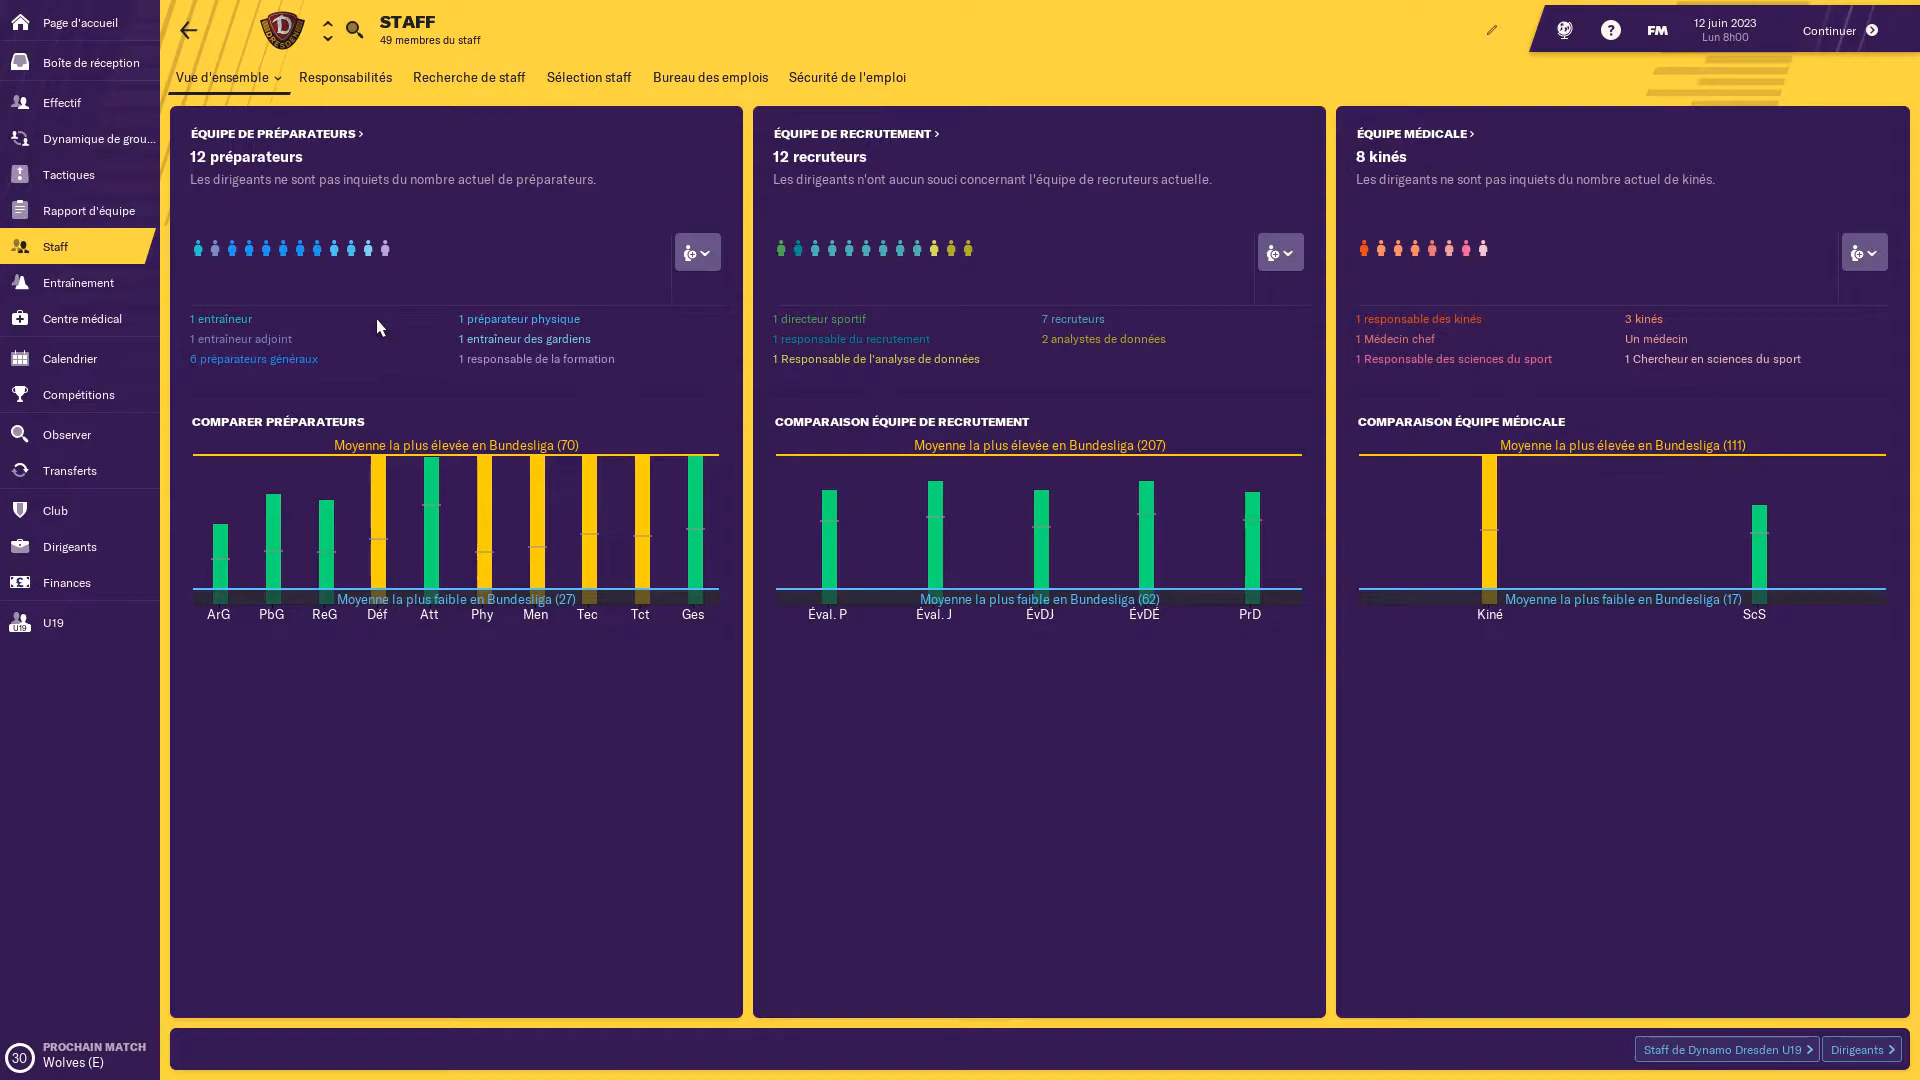 Page d'accueil
Boîte de réception
Effectif
Dynamique de grou...
Tactiques
Rapport d'équipe
Staff
Entraînement
Centre médical
Calendrier
Compétitions
Observer
Transferts
Club
Dirigeants
Finances
U19
U19
30
PROCHAIN MATCH
Wolves (E)
STAFF
49 membres du staff
?
FM
12 juin 2023
Lun 8h00
Continuer
Vue d'ensemble
Responsabilités
Recherche de staff
Sélection staff
Bureau des emplois
Sécurité de l'emploi
ÉQUIPE DE PRÉPARATEURS >
12 préparateurs
Les dirigeants ne sont pas inquiets du nombre actuel de préparateurs.
1 entraîneur
1 préparateur physique
1 entraîneur adjoint
1 entraîneur des gardiens
6 préparateurs généraux
1 responsable de la formation
COMPARER PRÉPARATEURS
Moyenne la plus élevée en Bundesliga (70)
Moyenne la plus faible en Bundesliga (27)
ArG PbG ReG Déf Att Phy Men Tec Tct Ges
ÉQUIPE DE RECRUTEMENT >
12 recruteurs
Les dirigeants n'ont aucun souci concernant l'équipe de recruteurs actuelle.
1 directeur sportif
7 recruteurs
1 responsable du recrutement
2 analystes de données
1 Responsable de l'analyse de données
COMPARAISON ÉQUIPE DE RECRUTEMENT
Moyenne la plus élevée en Bundesliga (207)
Moyenne la plus faible en Bundesliga (62)
Éval. P Éval. J ÉvDJ ÉvDÉ PrD
ÉQUIPE MÉDICALE >
8 kinés
Les dirigeants ne sont pas inquiets du nombre actuel de kinés.
1 responsable des kinés
3 kinés
1 Médecin chef
Un médecin
1 Responsable des sciences du sport
1 Chercheur en sciences du sport
COMPARAISON ÉQUIPE MÉDICALE
Moyenne la plus élevée en Bundesliga (111)
Moyenne la plus faible en Bundesliga (17)
Kiné ScS
Staff de Dynamo Dresden U19 >
Dirigeants >